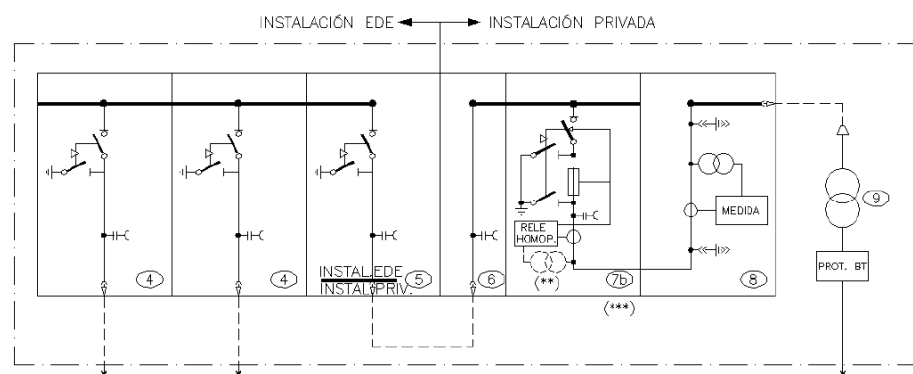 INSTALACIÓN EDE
INSTALACIÓN PRIVADA
MEDIDA
9
RELE
HOMOP.
PROT. BT
INSTAL.EDE
INSTAL.PRIV.
4
4
5
6
(**)
7b
8
(***)